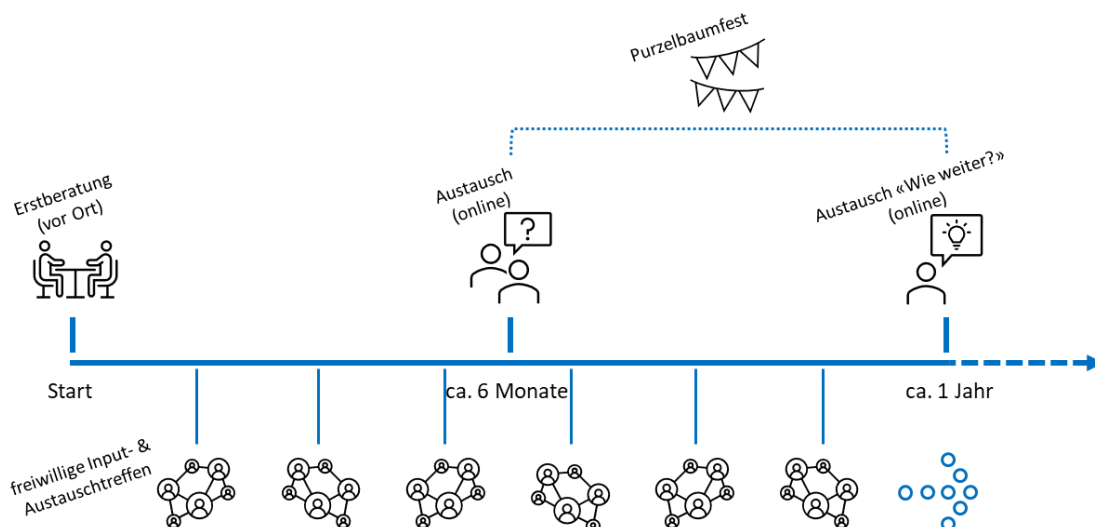 Purzelbaumfest
Erstberatung
(vor Ort)
Austausch
(online)
?
Austausch «Wie weiter?»
(online)
Start
ca. 6 Monate
ca. 1 Jahr
freiwillige Input- &
Austauschtreffen